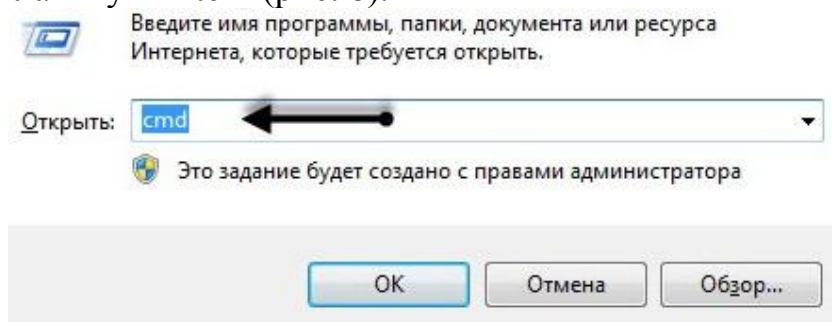 Введите имя программы, папки, документа или ресурса
Интернета, которые требуется открыть.
Открыть: cmd
Это задание будет создано с правами администратора
ОК Отмена Обзор...